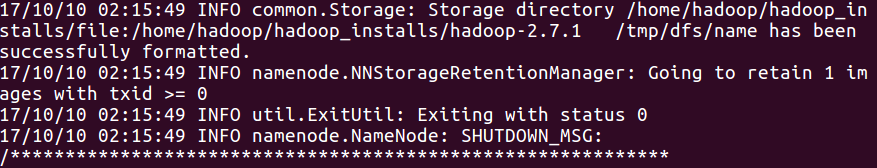 17/10/10 02:15:49 INFO common.Storage: Storage directory /home/hadoop/hadoop_in
stalls/file:/home/hadoop/hadoop_installs/hadoop-2.7.1   /tmp/dfs/name has been
successfully formatted.
17/10/10 02:15:49 INFO namenode.NNStorageRetentionManager: Going to retain 1 im
ages with txid >= 0
17/10/10 02:15:49 INFO util.ExitUtil: Exiting with status 0
17/10/10 02:15:49 INFO namenode.NameNode: SHUTDOWN_MSG:
/************************************************************